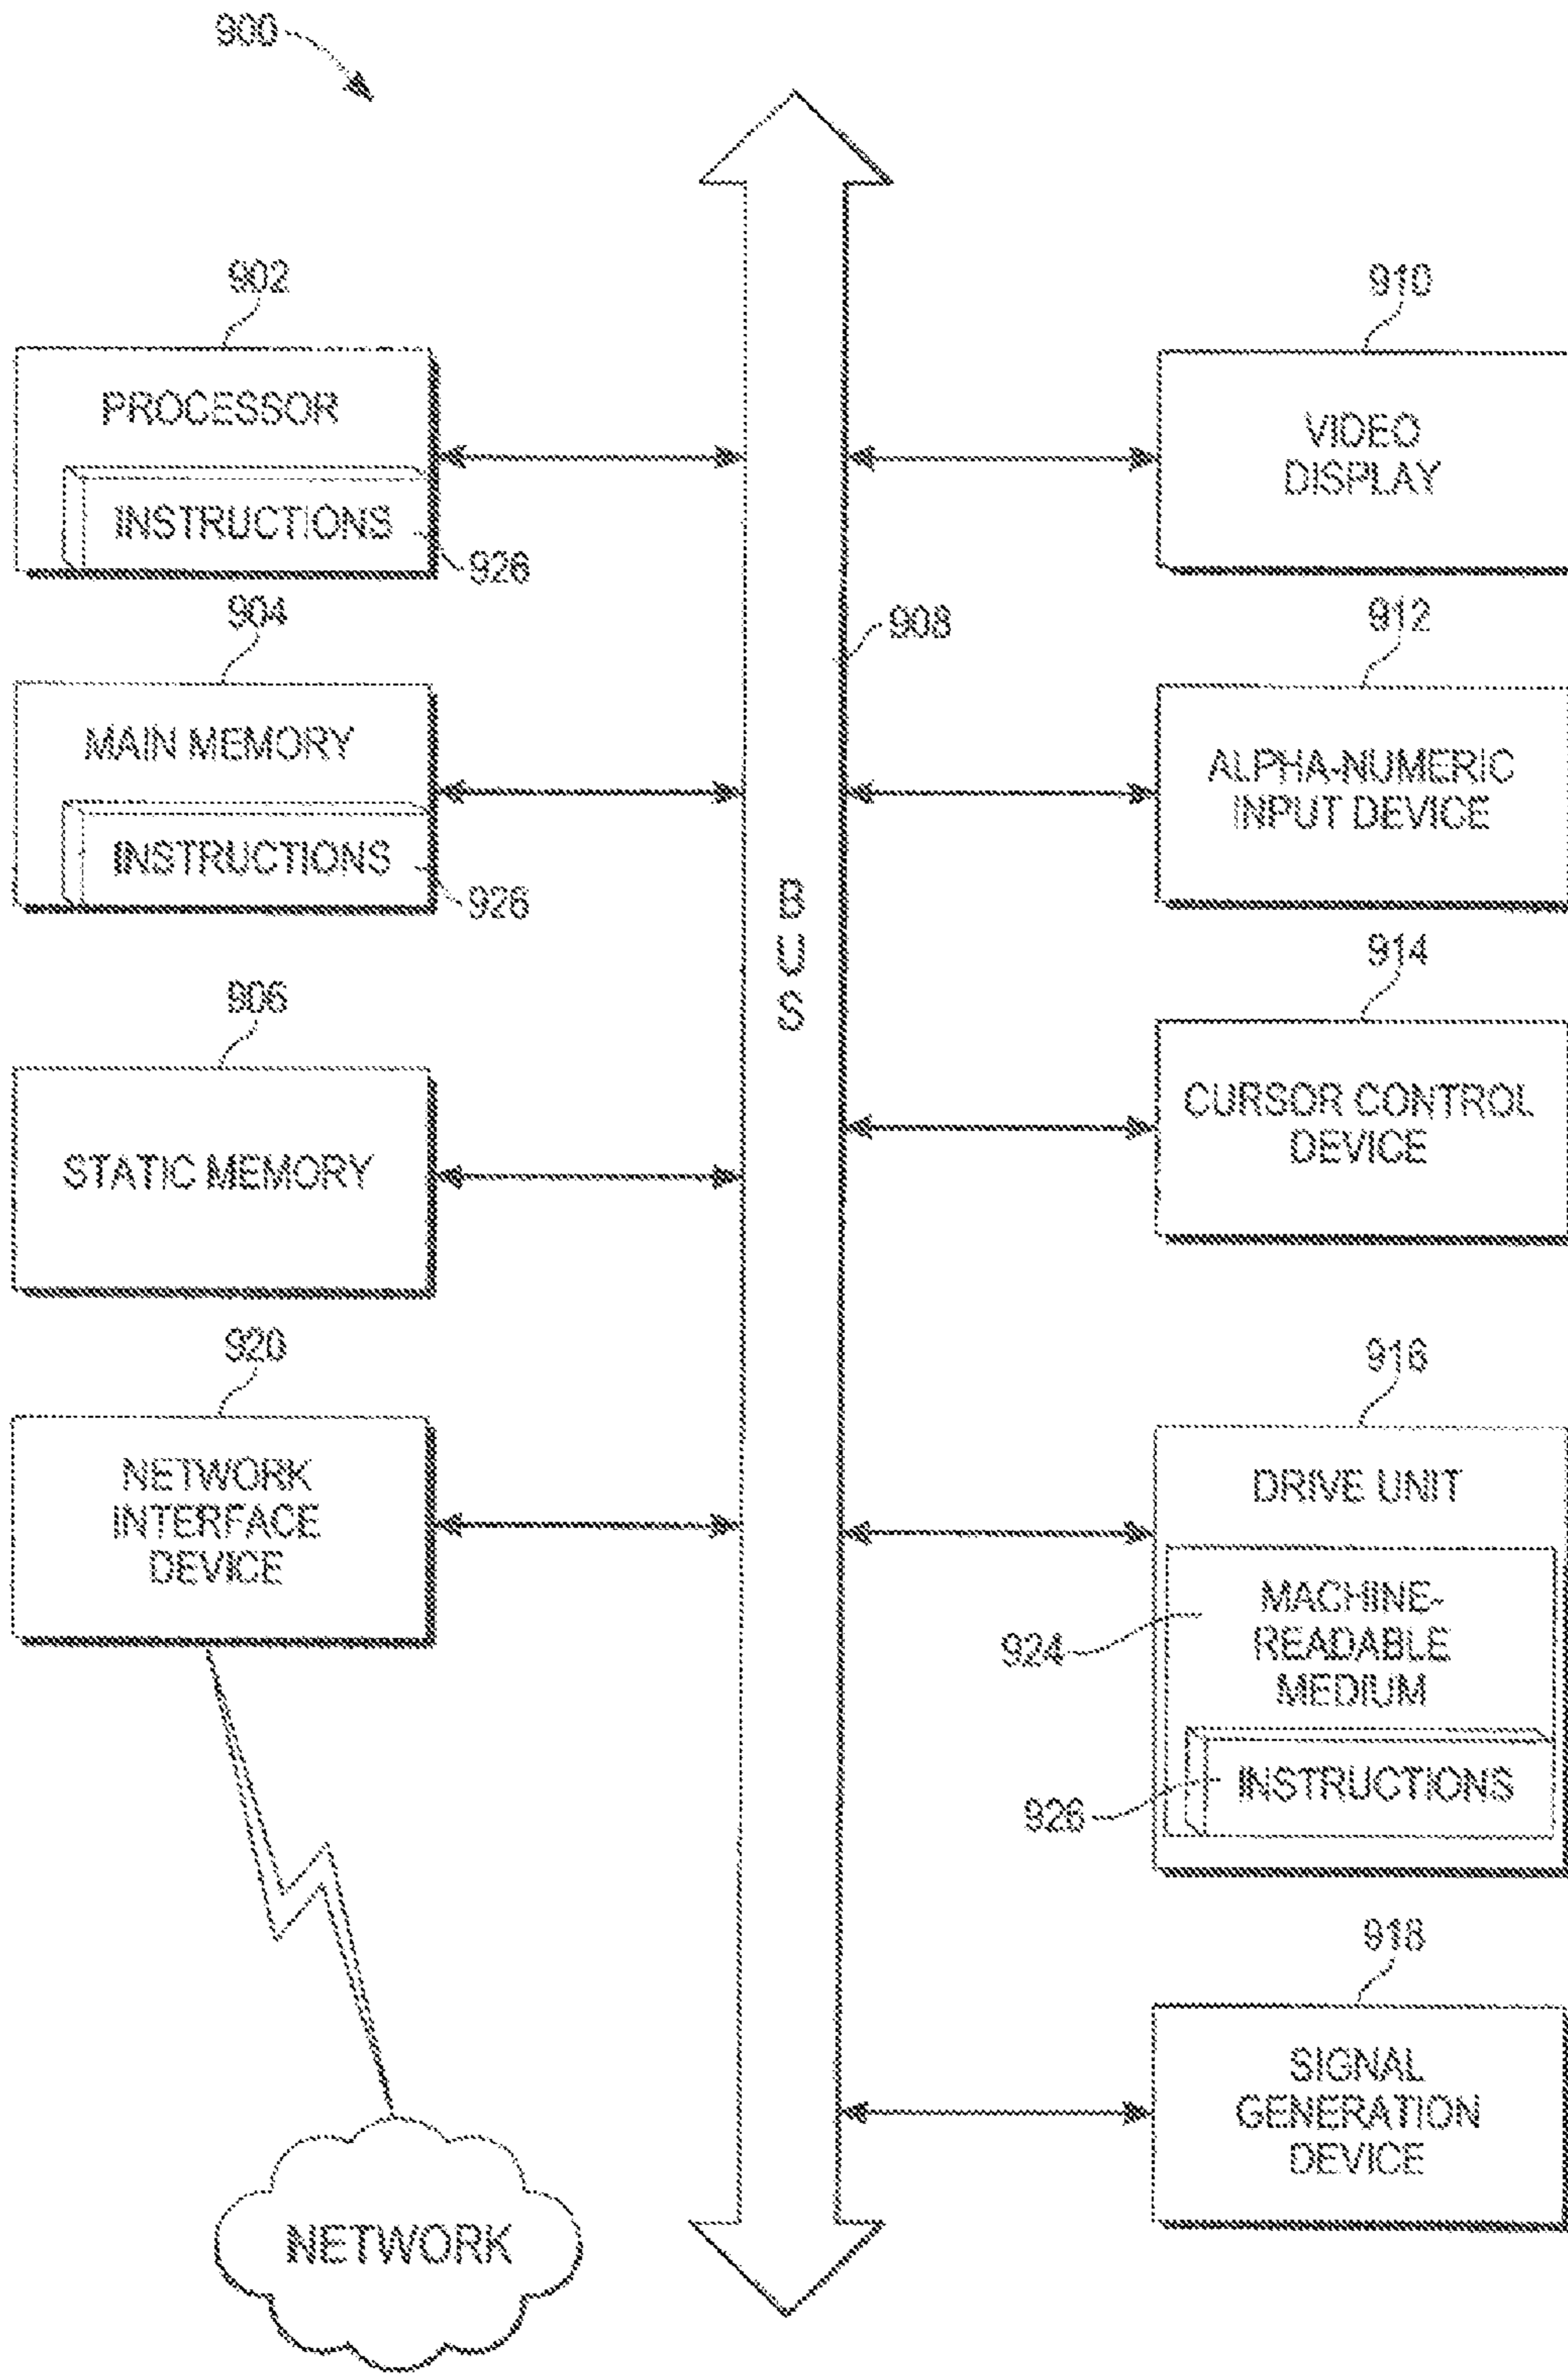 900
902
PROCESSOR
INSTRUCTIONS
926
904
MAIN MEMORY
INSTRUCTIONS
926
906
STATIC MEMORY
920
NETWORK
INTERFACE
DEVICE
NETWORK
BUS
908
910
VIDEO
DISPLAY
912
ALPHA-NUMERIC
INPUT DEVICE
914
CURSOR CONTROL
DEVICE
916
DRIVE UNIT
924
MACHINE-
READABLE
MEDIUM
926
INSTRUCTIONS
918
SIGNAL
GENERATION
DEVICE